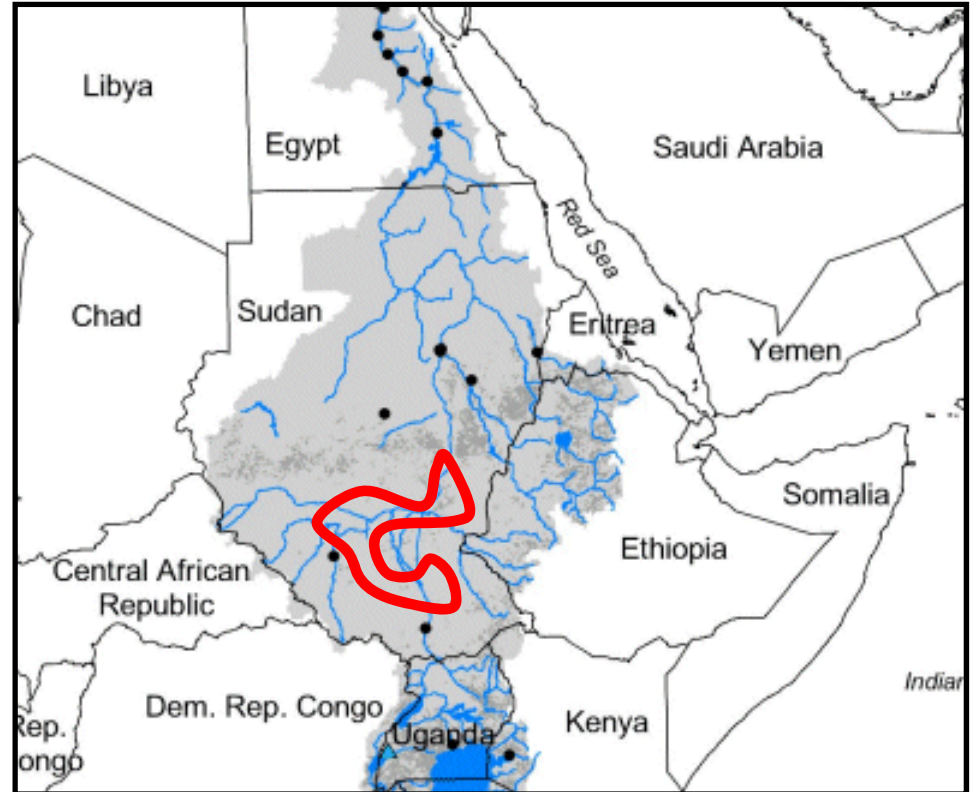 Libya
Egypt
Saudi Arabia
Red Sea
Chad
Sudan
Eritrea
Yemen
Somalia
Ethiopia
Central African
Republic
Dem. Rep. Congo
Uganda
Kenya
Indian
Rep.
ongo